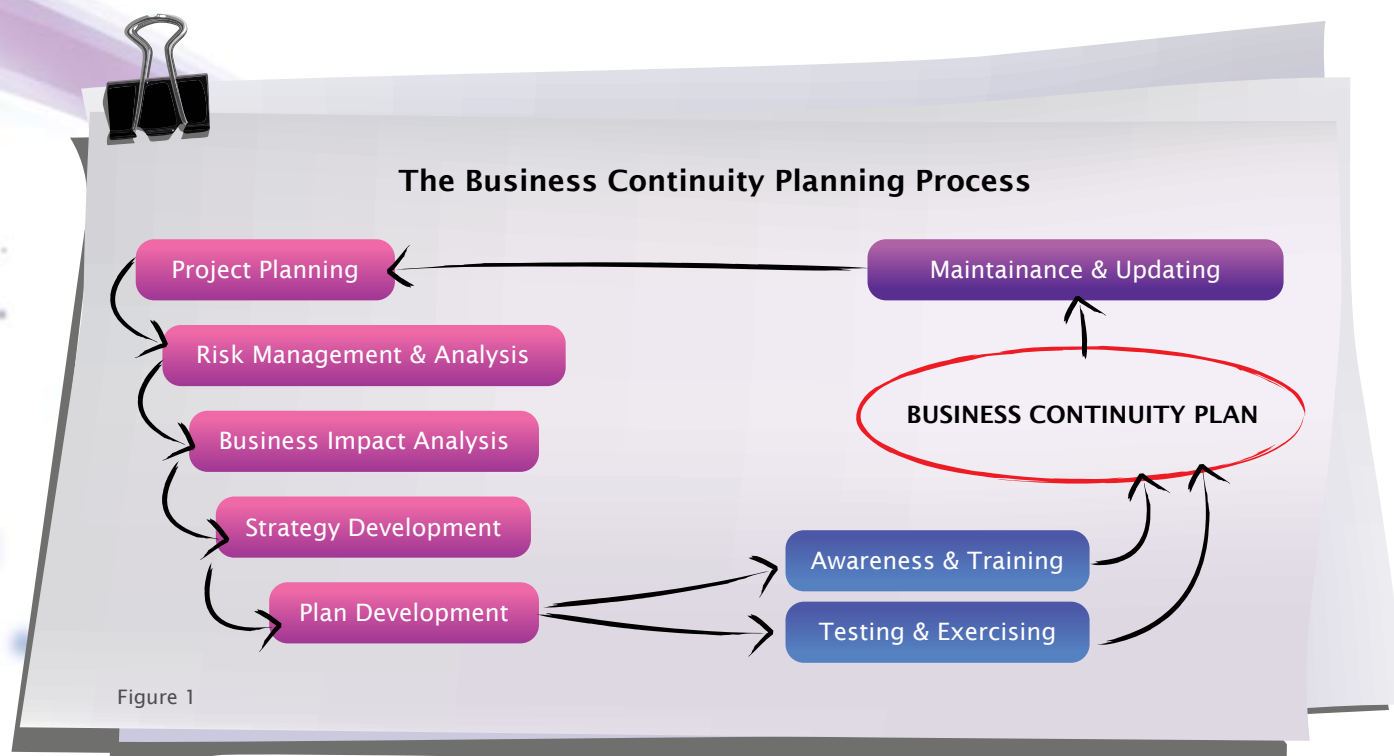 The Business Continuity Planning Process
Project Planning
Maintainance & Updating
Risk Management & Analysis
BUSINESS CONTINUITY PLAN
Business Impact Analysis
Strategy Development
Awareness & Training
Plan Development
Testing & Exercising
Figure 1